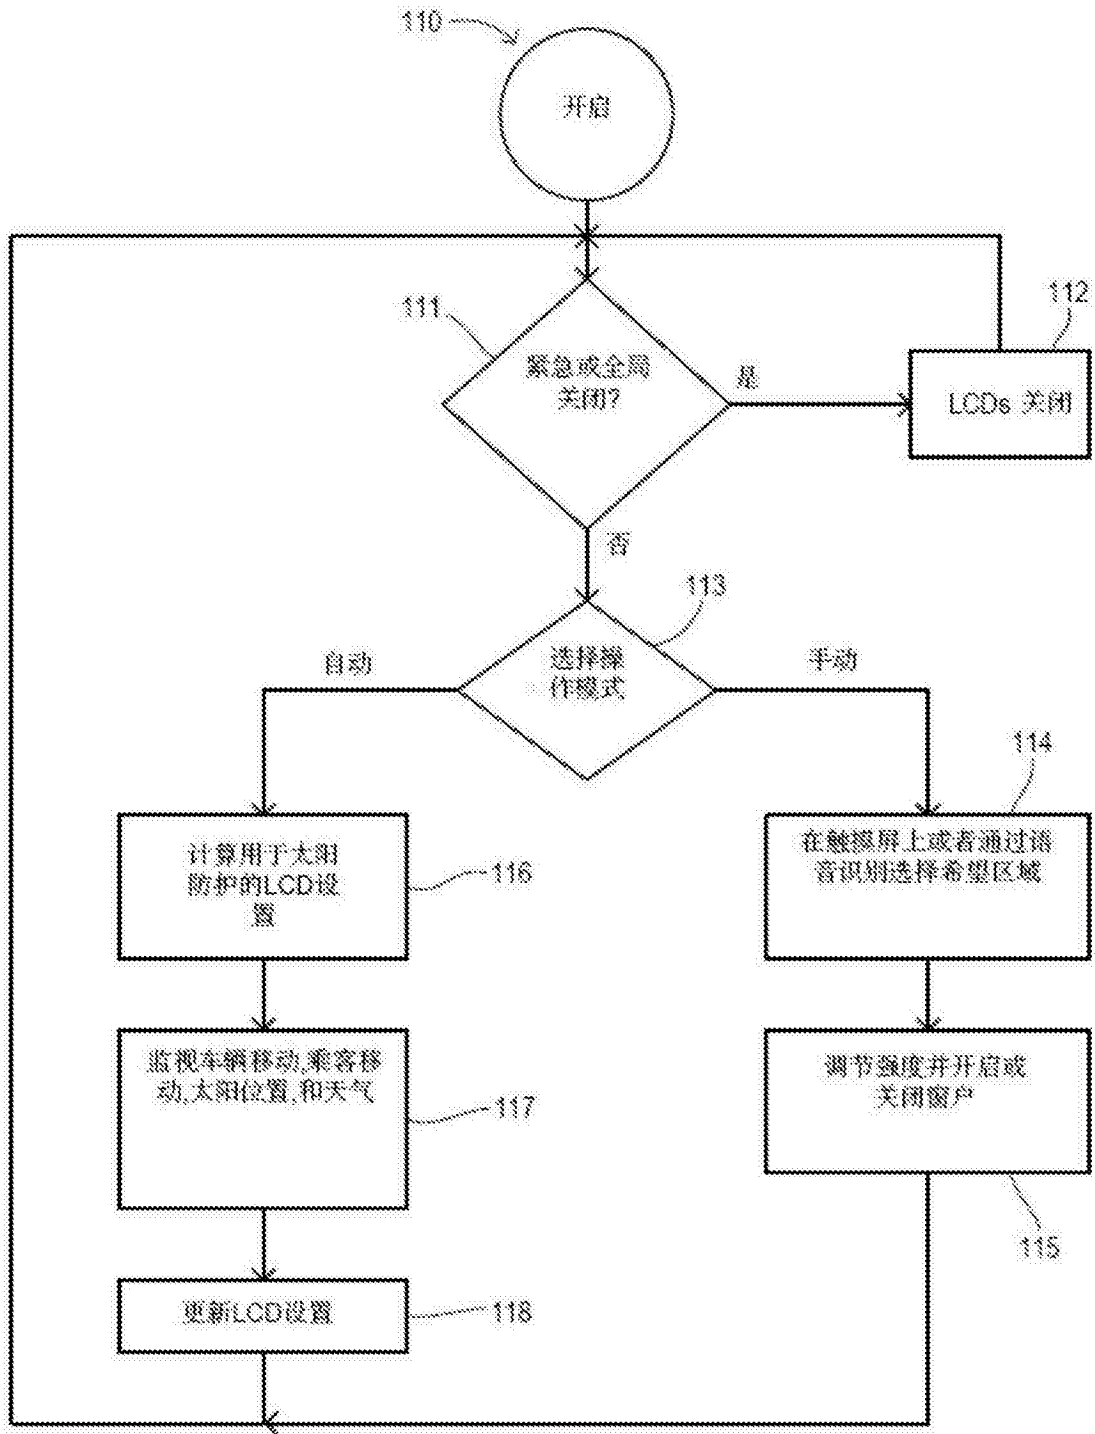 110
开启
111
紧急或全局
关闭?
是
112
LCDs 关闭
否
113
选择操
作模式
自动
手动
114
在触摸屏上或者通过语
音识别选择希望区域
计算用于太阳
防护的LCD设
置
116
监视车辆移动,乘客移
动,太阳位置,和天气
117
调节强度并开启或
关闭窗户
115
更新LCD设置
118